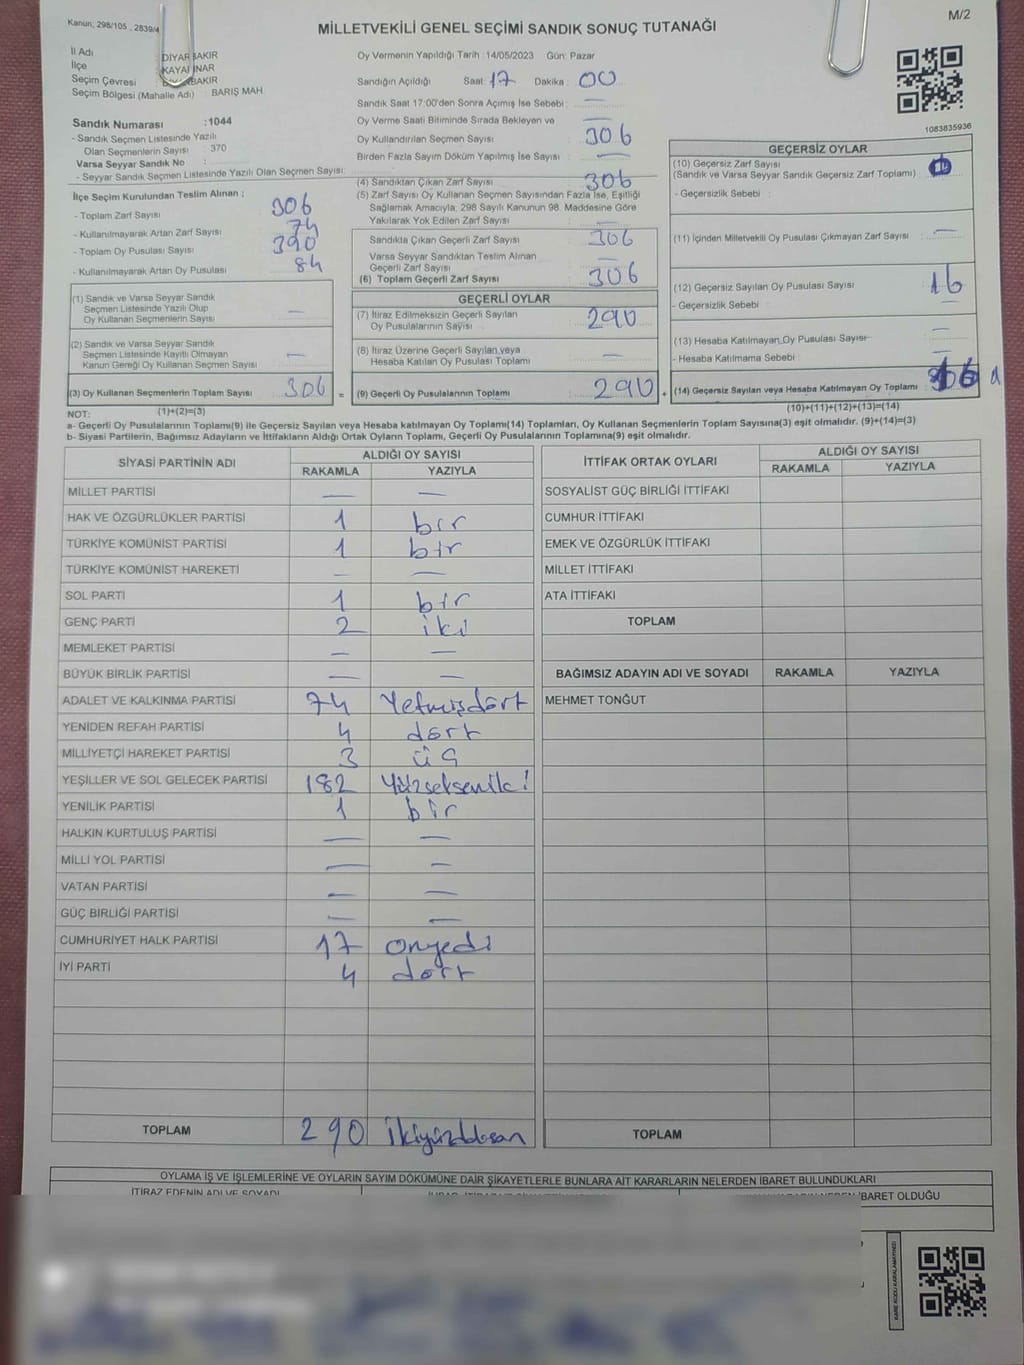 Kanun; 298/105 , 2839/4
M/2
MİLLETVEKİLİ GENEL SEÇİMİ SANDIK SONUÇ TUTANAĞI
İl Adı DİYARBAKIR
İlçe KAYAPINAR
Seçim Çevresi
Seçim Bölgesi (Mahalle Adı) : BARIŞ MAH
Sandık Numarası :1044
- Sandık Seçmen Listesinde Yazılı
Olan Seçmenlerin Sayısı : 370
Varsa Seyyar Sandık No :
- Seyyar Sandık Seçmen Listesinde Yazılı Olan Seçmen Sayısı:
Oy Vermenin Yapıldığı Tarih :14/05/2023 Gün: Pazar
Sandığın Açıldığı Saat: 17 Dakika : 00
Sandık Saat 17:00'den Sonra Açımış İse Sebebi : —
Oy Verme Saati Bitiminde Sırada Bekleyen ve —
Oy Kullandırılan Seçmen Sayısı : 306
Birden Fazla Sayım Döküm Yapılmış İse Sayısı : —
1083835936
İlçe Seçim Kurulundan Teslim Alınan ;
- Toplam Zarf Sayısı : 306
- Kullanılmayarak Artan Zarf Sayısı : 74
- Toplam Oy Pusulası Sayısı : 390
- Kullanılmayarak Artan Oy Pusulası : 84
(1) Sandık ve Varsa Seyyar Sandık
Seçmen Listesinde Yazılı Olup
Oy Kullanan Seçmenlerin Sayısı : —
(2) Sandık ve Varsa Seyyar Sandık
Seçmen Listesinde Kayıtlı Olmayan
Kanun Gereği Oy Kullanan Seçmen Sayısı : —
(3) Oy Kullanan Seçmenlerin Toplam Sayısı : 306 =
(4) Sandıktan Çıkan Zarf Sayısı : 306
(5) Zarf Sayısı Oy Kullanan Seçmen Sayısından Fazla İse, Eşitliği
Sağlamak Amacıyla; 298 Sayılı Kanunun 98. Maddesine Göre
Yakılarak Yok Edilen Zarf Sayısı : —
Sandıkta Çıkan Geçerli Zarf Sayısı : 306
Varsa Seyyar Sandıktan Teslim Alınan
Geçerli Zarf Sayısı : —
(6) Toplam Geçerli Zarf Sayısı : 306
GEÇERLİ OYLAR
(7) İtiraz Edilmeksizin Geçerli Sayılan
Oy Pusulalarının Sayısı : 290
(8) İtiraz Üzerine Geçerli Sayılan veya
Hesaba Katılan Oy Pusulası Toplamı : —
(9) Geçerli Oy Pusulalarının Toplamı : 290 +
GEÇERSİZ OYLAR
(10) Geçersiz Zarf Sayısı
(Sandık ve Varsa Seyyar Sandık Geçersiz Zarf Toplamı) :
- Geçersizlik Sebebi :
(11) İçinden Milletvekili Oy Pusulası Çıkmayan Zarf Sayısı : —
(12) Geçersiz Sayılan Oy Pusulası Sayısı : 16
- Geçersizlik Sebebi : —
(13) Hesaba Katılmayan Oy Pusulası Sayısı : —
- Hesaba Katılmama Sebebi : —
(14) Geçersiz Sayılan veya Hesaba Katılmayan Oy Toplamı
NOT: (1)+(2)=(3) (10)+(11)+(12)+(13)=(14)
a- Geçerli Oy Pusulalarının Toplamı(9) ile Geçersiz Sayılan veya Hesaba katılmayan Oy Toplamı(14) Toplamları, Oy Kullanan Seçmenlerin Toplam Sayısına(3) eşit olmalıdır. (9)+(14)=(3)
b- Siyasi Partilerin, Bağımsız Adayların ve İttifakların Aldığı Ortak Oyların Toplamı, Geçerli Oy Pusulalarının Toplamına(9) eşit olmalıdır.
SİYASİ PARTİNİN ADI ALDIĞI OY SAYISI
RAKAMLA YAZIYLA
MİLLET PARTİSİ — —
HAK VE ÖZGÜRLÜKLER PARTİSİ 1 bir
TÜRKİYE KOMÜNİST PARTİSİ 1 bir
TÜRKİYE KOMÜNİST HAREKETİ — —
SOL PARTİ 1 bir
GENÇ PARTİ 2 iki
MEMLEKET PARTİSİ — —
BÜYÜK BİRLİK PARTİSİ — —
ADALET VE KALKINMA PARTİSİ 74 Yetmişdört
YENİDEN REFAH PARTİSİ 4 dört
MİLLİYETÇİ HAREKET PARTİSİ 3 üç
YEŞİLLER VE SOL GELECEK PARTİSİ 182 Yüzseksenİki
YENİLİK PARTİSİ 1 bir
HALKIN KURTULUŞ PARTİSİ — —
MİLLİ YOL PARTİSİ — —
VATAN PARTİSİ — —
GÜÇ BİRLİĞİ PARTİSİ — —
CUMHURİYET HALK PARTİSİ 17 onyedi
İYİ PARTİ 4 dört
TOPLAM 290 ikiyüzdoksan
İTTİFAK ORTAK OYLARI ALDIĞI OY SAYISI
RAKAMLA YAZIYLA
SOSYALİST GÜÇ BİRLİĞİ İTTİFAKI
CUMHUR İTTİFAKI
EMEK VE ÖZGÜRLÜK İTTİFAKI
MİLLET İTTİFAKI
ATA İTTİFAKI
TOPLAM
BAĞIMSIZ ADAYIN ADI VE SOYADI RAKAMLA YAZIYLA
MEHMET TONĞUT
TOPLAM
OYLAMA İŞ VE İŞLEMLERİNE VE OYLARIN SAYIM DÖKÜMÜNE DAİR ŞİKAYETLERLE BUNLARA AİT KARARLARIN NELERDEN İBARET BULUNDUKLARI
İTİRAZ EDENİN ADI VE SOYADI
İBARET OLDUĞU
KARE KODU KARALAMAYINIZ!